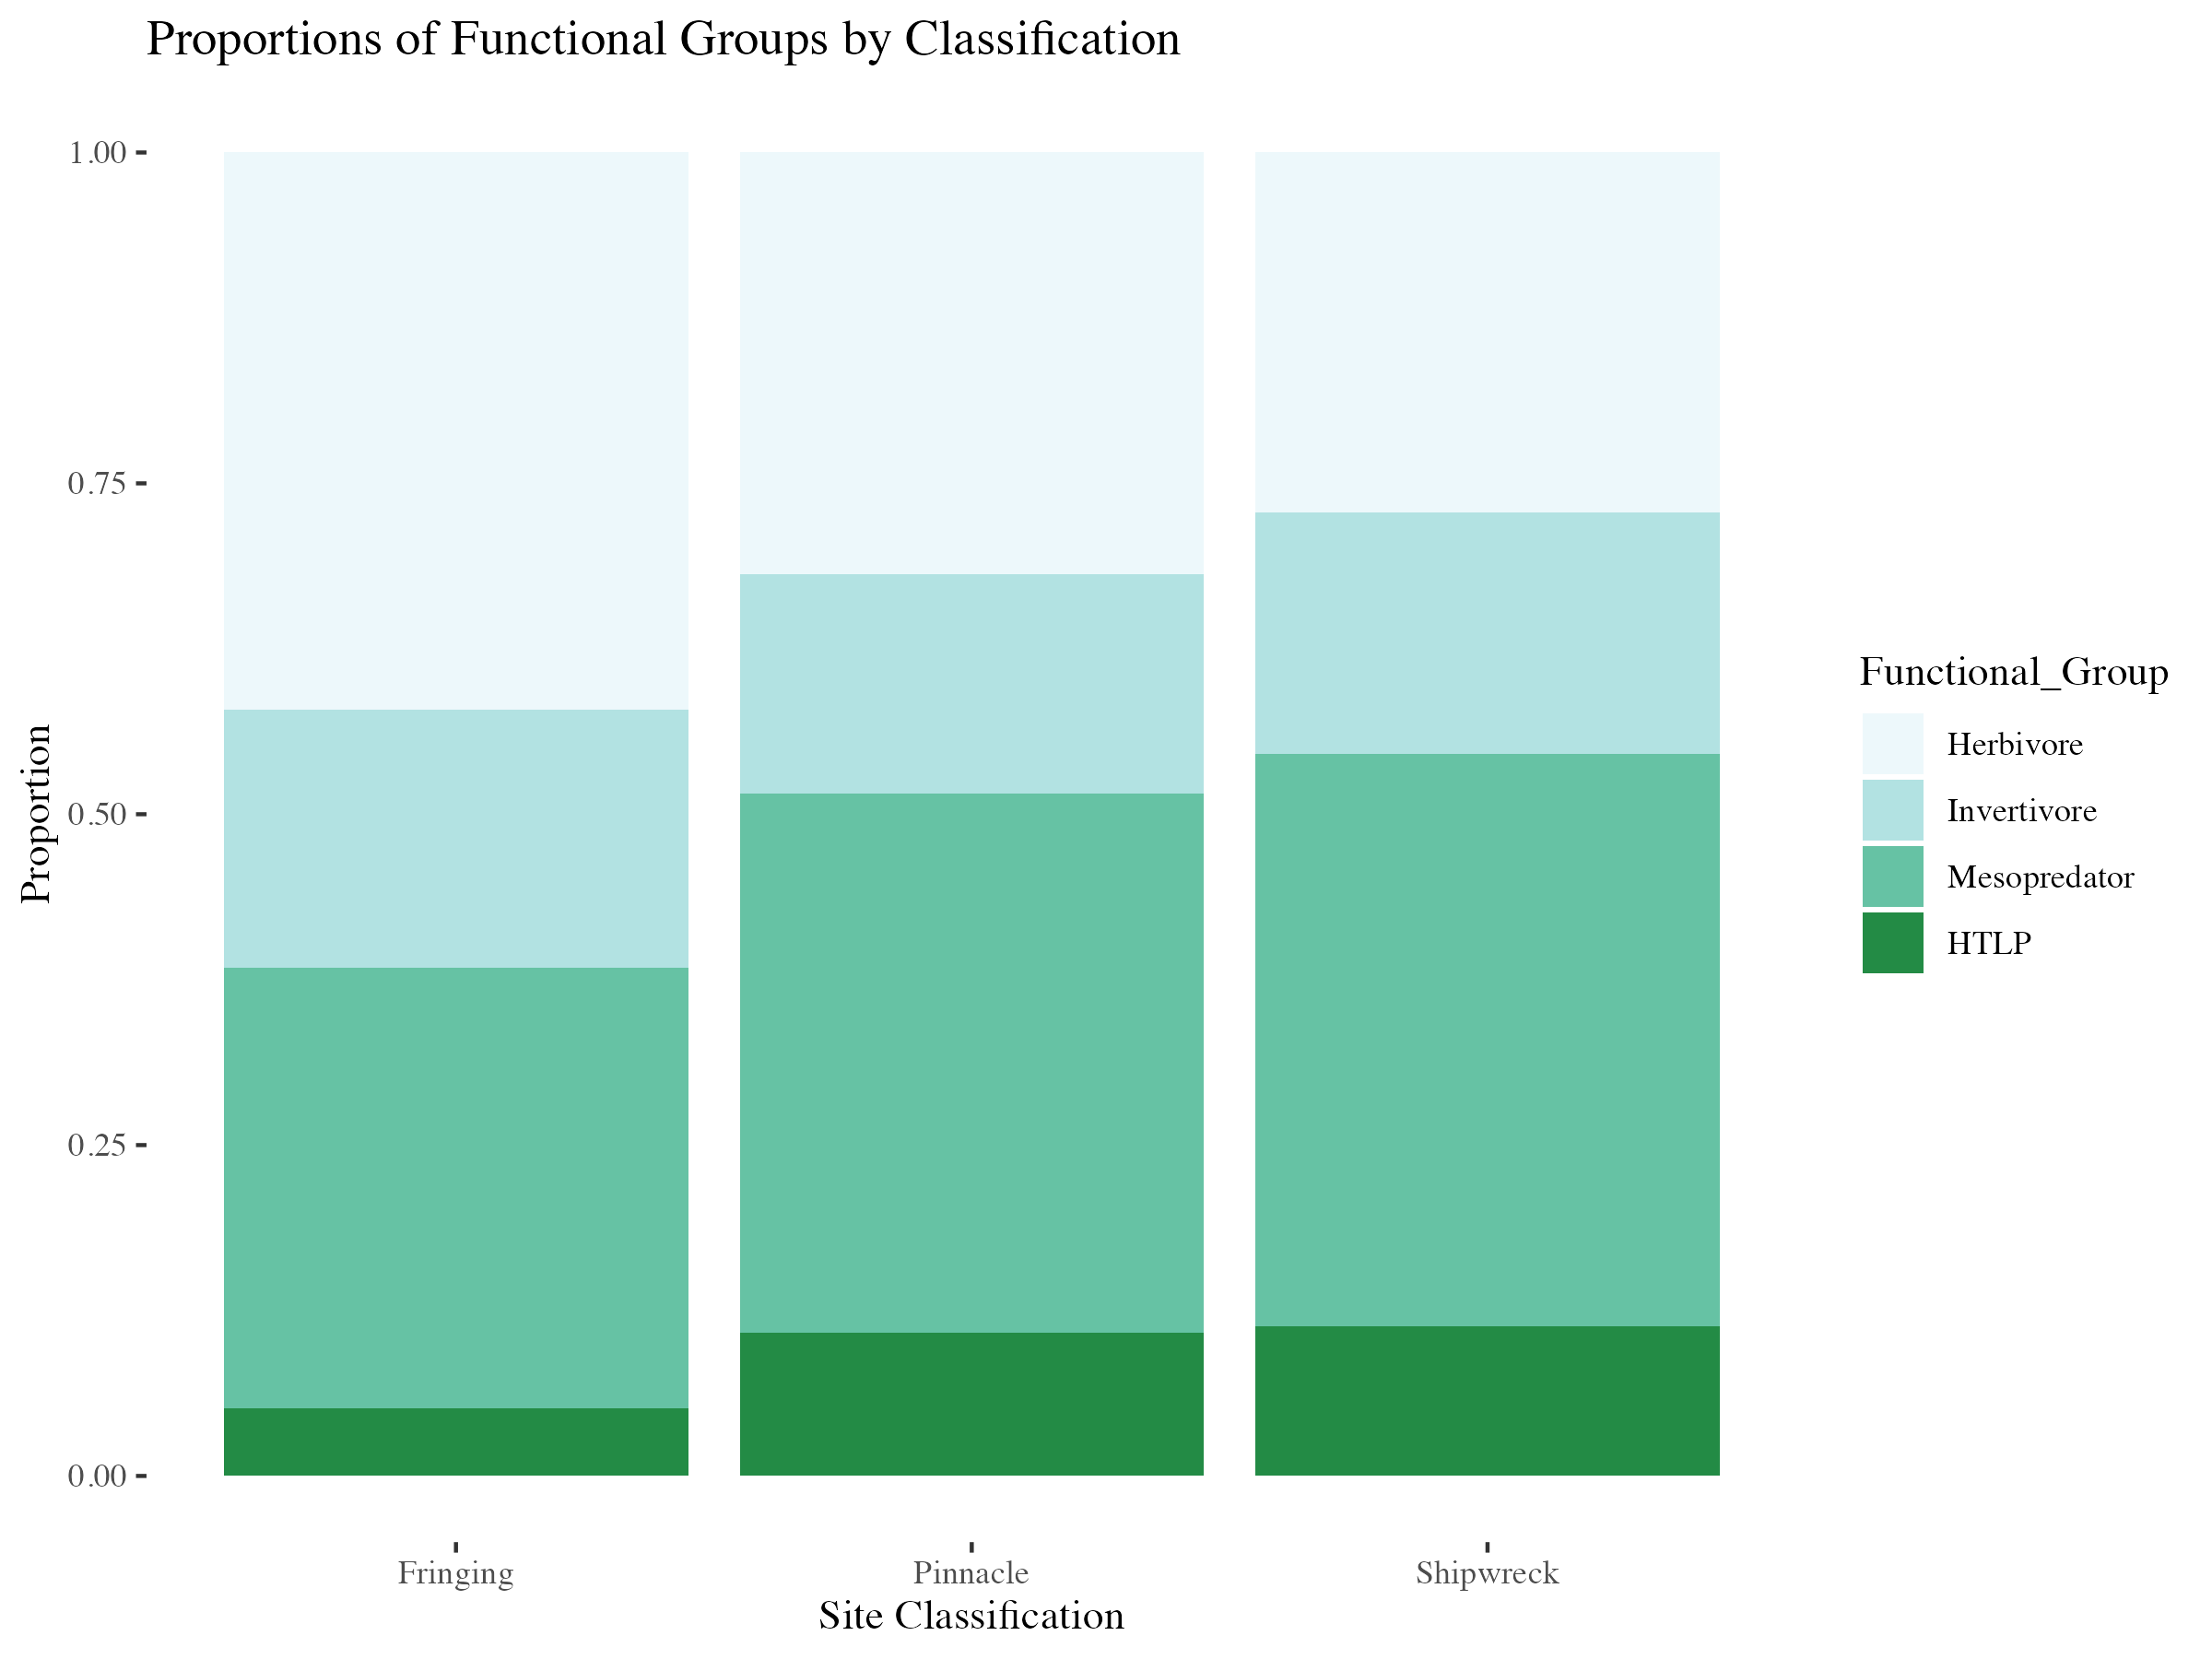 Proportions of Functional Groups by Classification
1.00
0.75
0.50
0.25
0.00
Proportion
Fringing
Pinnacle
Shipwreck
Site Classification
Functional_Group
Herbivore
Invertivore
Mesopredator
HTLP